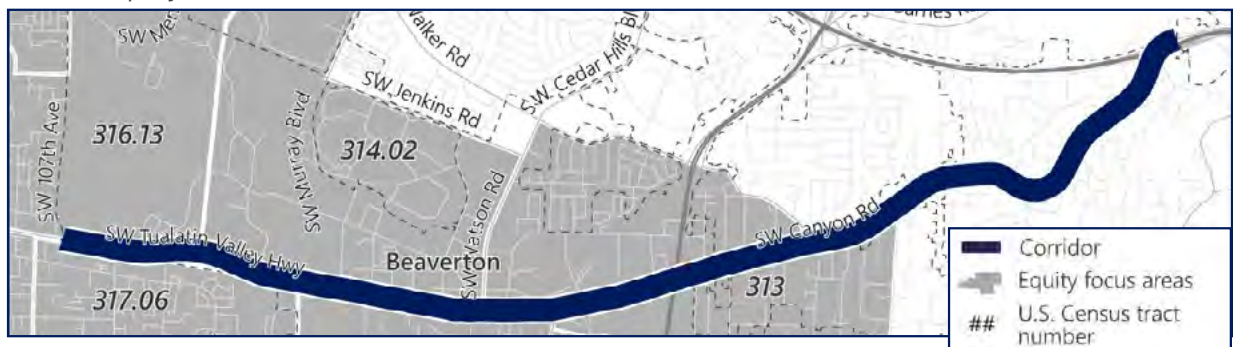 SW Walker Rd
SW Cedar Hills Bl
SW Jenkins Rd
SW 107th Ave
316.13
SW Murray Blvd
314.02
SW Watson Rd
SW Tualatin Valley Hwy
Beaverton
SW Canyon Rd
317.06
313
Corridor
Equity focus areas
## U.S. Census tract
number